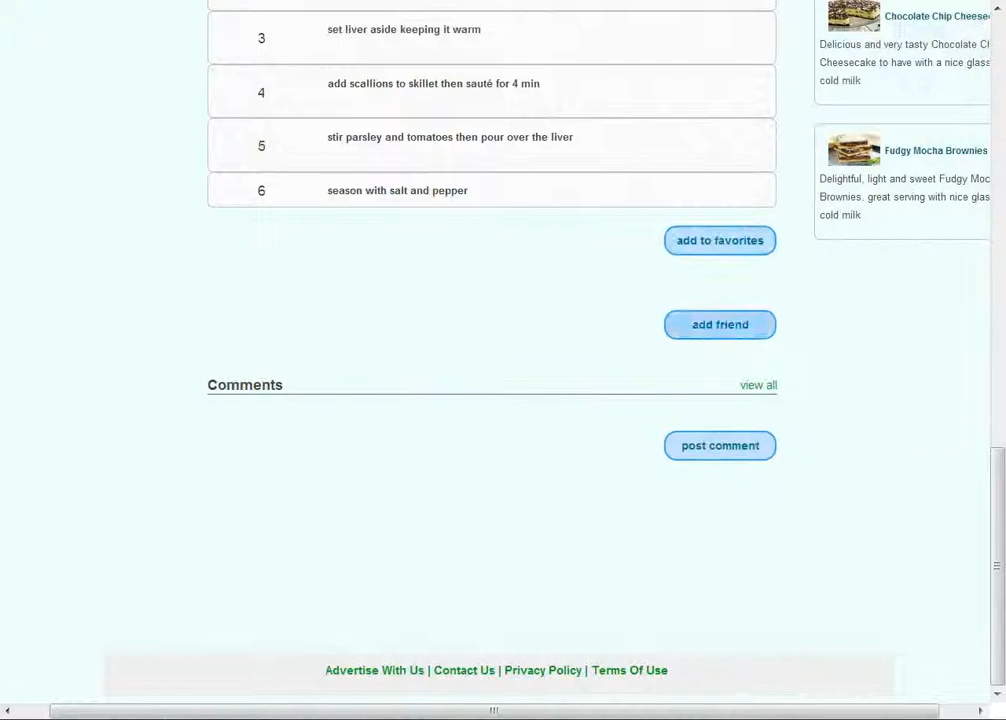 3 set liver aside keeping it warm
4 add scallions to skillet then sauté for 4 min
5 stir parsley and tomatoes then pour over the liver
6 season with salt and pepper
add to favorites
add friend
Comments view all
post comment
Chocolate Chip
Delicious and very tasty Chocolate
Cheesecake to have with a nice
cold milk
Fudgy Mocha Brownies
Delightful, light and sweet Fudgy
Brownies, great serving with nice
cold milk
Advertise With Us | Contact Us | Privacy Policy | Terms Of Use